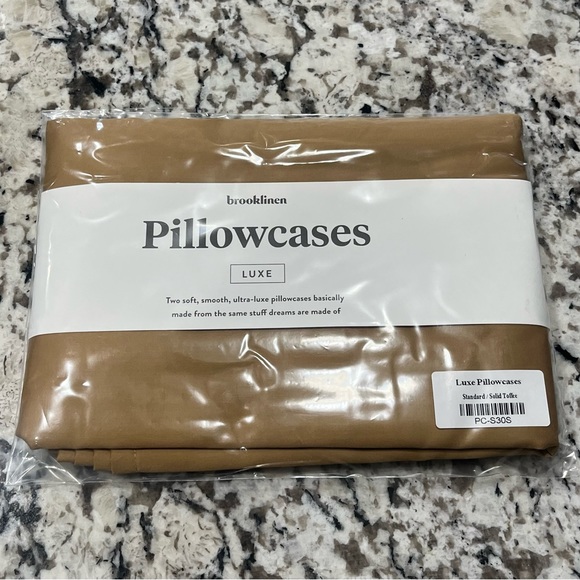 brooklinen
Pillowcases
LUXE
Two soft, smooth, ultra-luxe pillowcases basically
made from the same stuff dreams are made of
Luxe Pillowcases
Standard / Solid Toffee
PC-S30S